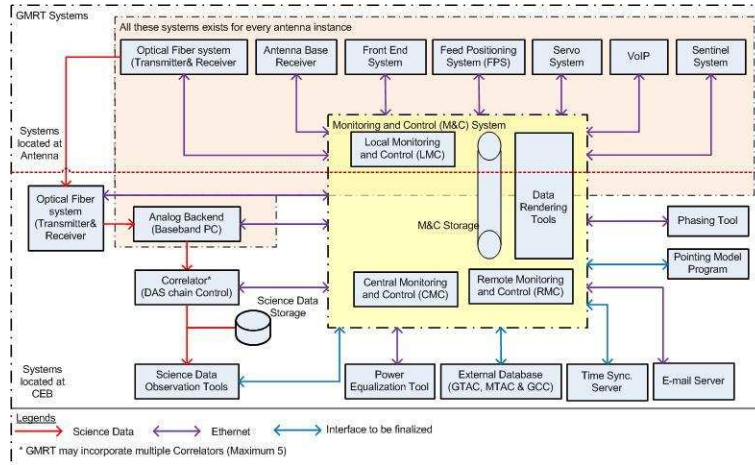 GMRT Systems
All these systems exists for every antenna instance
Optical Fiber system
(Transmitter& Receiver
Antenna Base
Receiver
Front End
System
Feed Positioning
System (FPS)
Servo
System
VoIP
Sentinel
System
Monitoring and Control (M&C) System
Local Monitoring
and Control (LMC)
Systems
located at
Antenna
Optical Fiber
system
(Transmitter&
Receiver
Analog Backend
(Baseband PC)
M&C Storage
Data
Rendering
Tools
Phasing Tool
Pointing Model
Program
Correlator*
(DAS chain Control)
Science Data
Storage
Central Monitoring
and Control (CMC)
Remote Monitoring
and Control (RMC)
Systems
located at
CEB
Science Data
Observation Tools
Power
Equalization Tool
External Database
(GTAC, MTAC & GCC)
Time Sync.
Server
E-mail Server
Legends
Science Data
Ethernet
Interface to be finalized
* GMRT may incorporate multiple Correlators (Maximum 5)